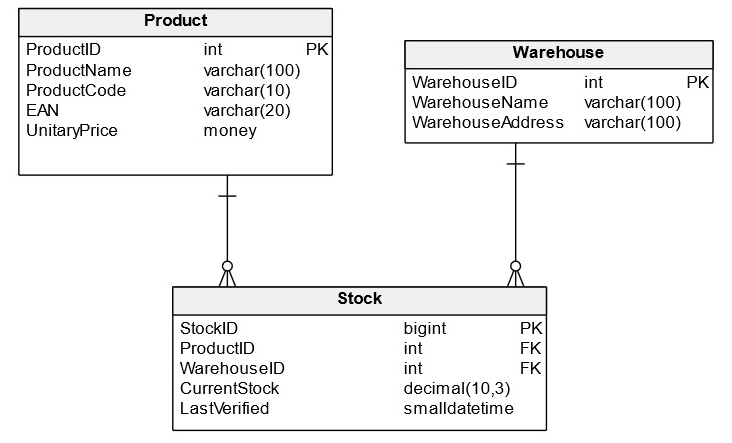 Product
ProductID int PK
ProductName varchar(100)
ProductCode varchar(10)
EAN varchar(20)
UnitaryPrice money
Warehouse
WarehouseID int PK
WarehouseName varchar(100)
WarehouseAddress varchar(100)
Stock
StockID bigint PK
ProductID int FK
WarehouseID int FK
CurrentStock decimal(10,3)
LastVerified smalldatetime